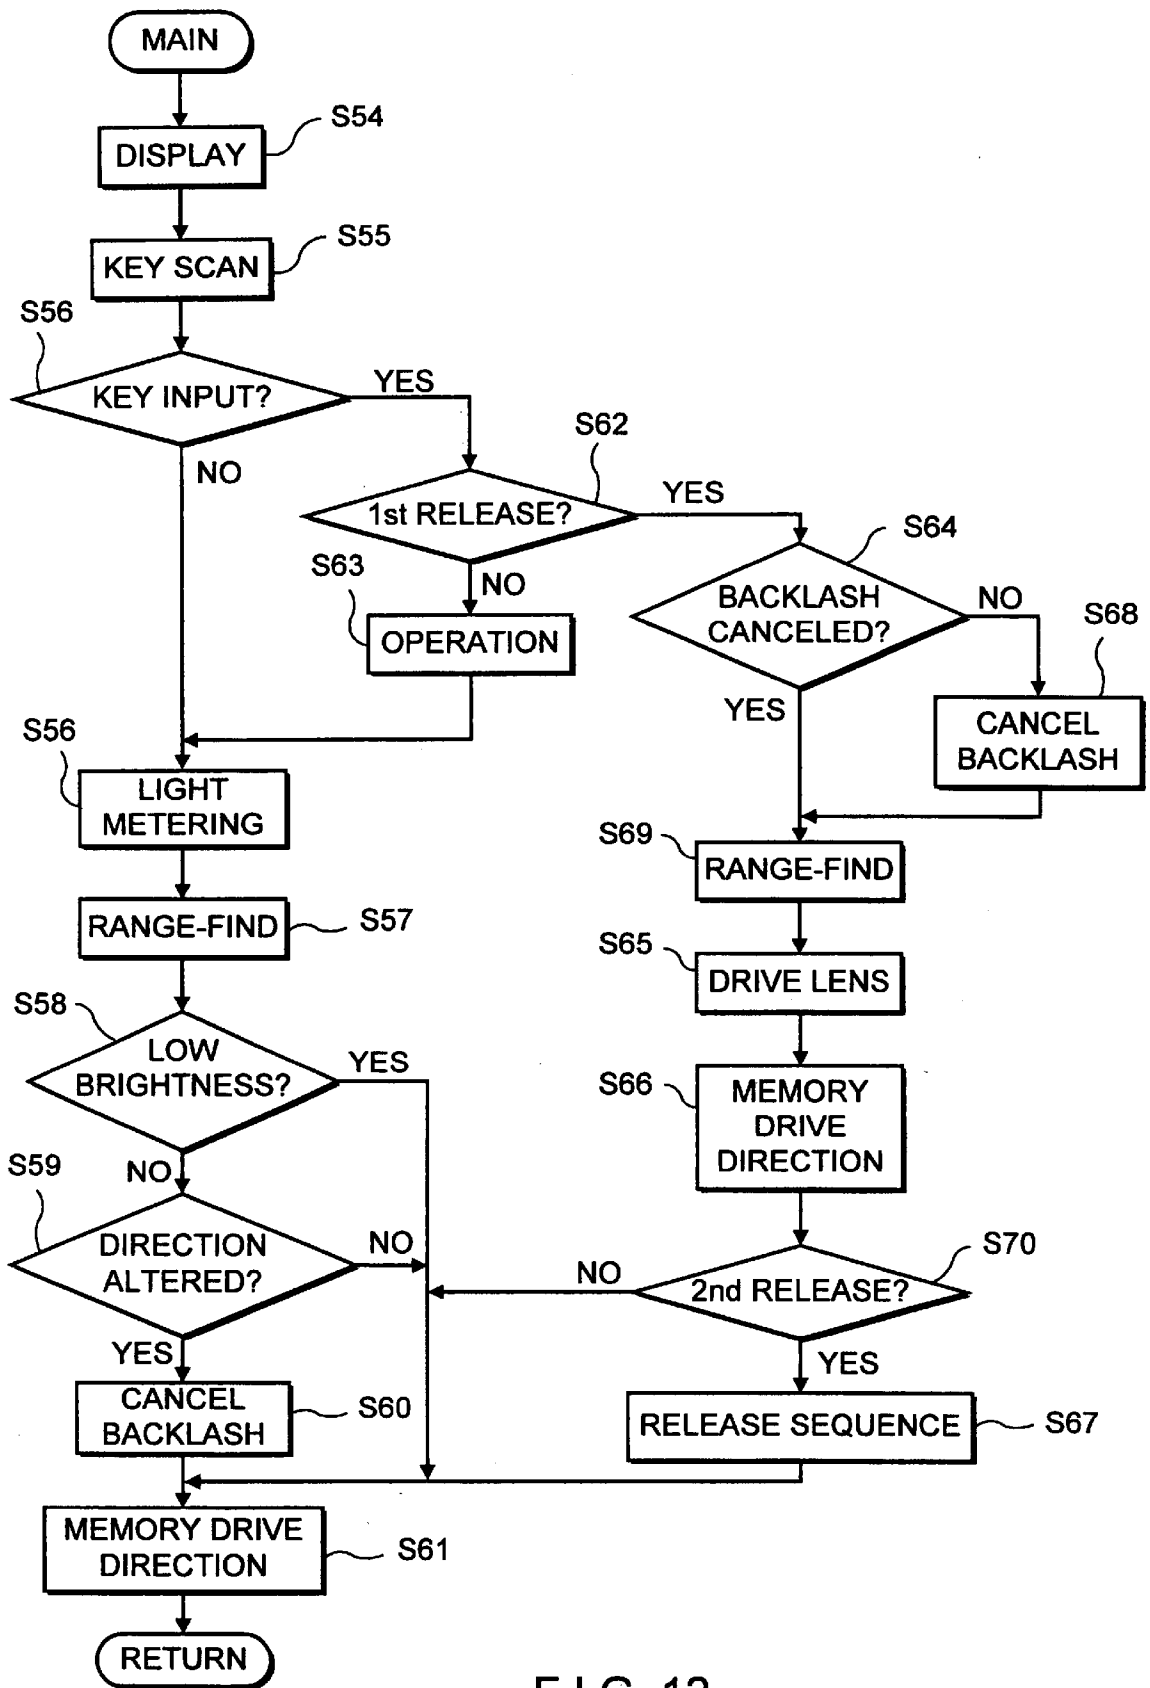 MAIN
S54
DISPLAY
S55
KEY SCAN
S56
KEY INPUT?
YES
NO
S62
1st RELEASE?
YES
S63
NO
OPERATION
S64
BACKLASH
CANCELED?
NO
S68
YES
CANCEL
BACKLASH
S56
LIGHT
METERING
S69
RANGE-FIND
S57
RANGE-FIND
S65
DRIVE LENS
S58
LOW
BRIGHTNESS?
YES
NO
S66
MEMORY
DRIVE
DIRECTION
S59
DIRECTION
ALTERED?
NO
YES
S70
2nd RELEASE?
NO
YES
CANCEL
BACKLASH
S60
RELEASE SEQUENCE
S67
MEMORY DRIVE
DIRECTION
S61
RETURN